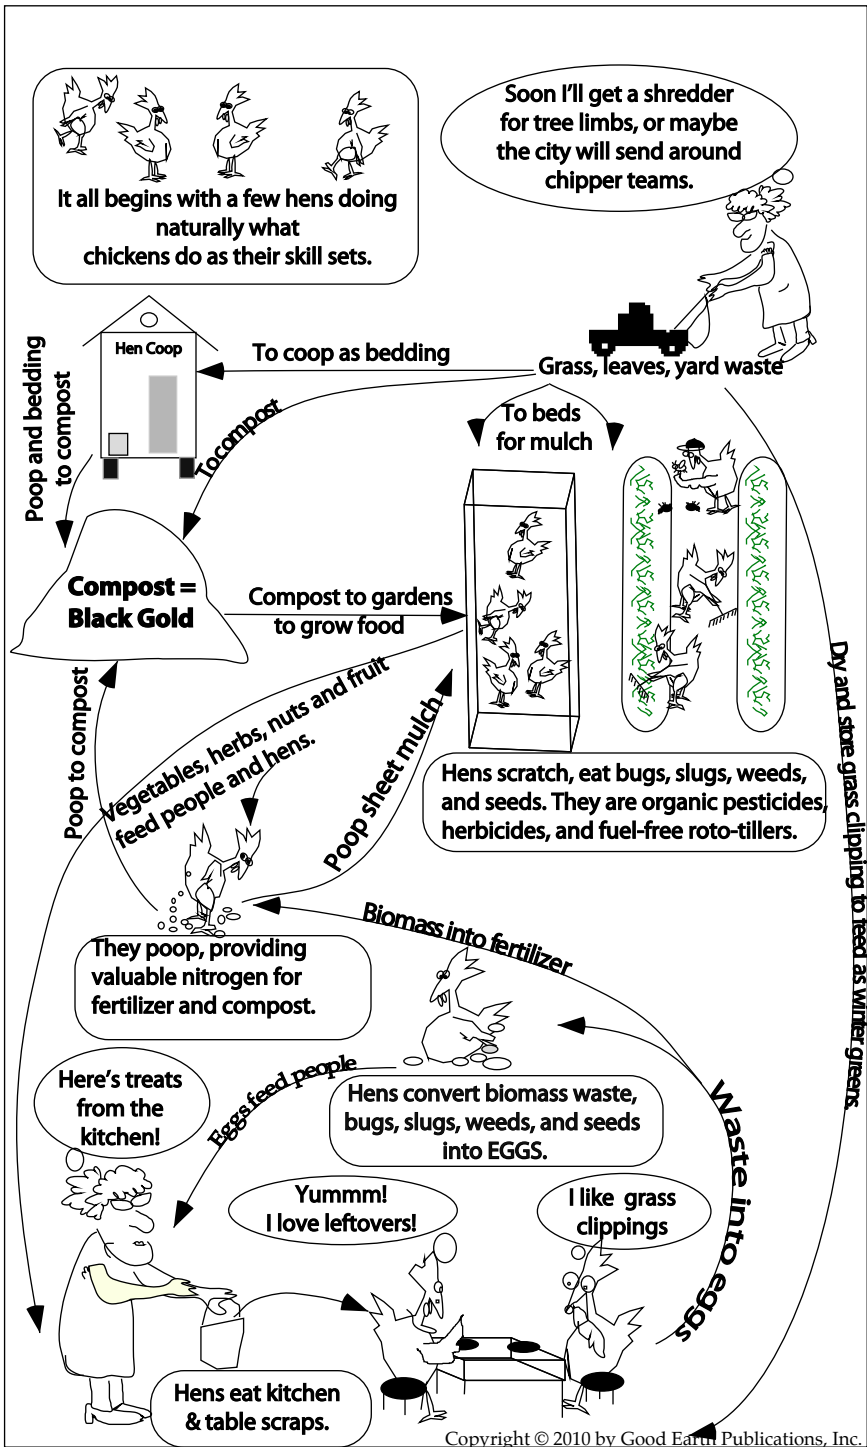 It all begins with a few hens doing
naturally what
chickens do as their skill sets.
Soon I'll get a shredder
for tree limbs, or maybe
the city will send around
chipper teams.
Hen Coop
To coop as bedding
Grass, leaves, yard waste
Poop and bedding
to compost
To compost
To beds
for mulch
Compost =
Black Gold
Compost to gardens
to grow food
Poop to compost
Vegetables, herbs, nuts and fruit
feed people and hens.
Poop sheet mulch
Hens scratch, eat bugs, slugs, weeds,
and seeds. They are organic pesticides,
herbicides, and fuel-free roto-tillers.
Dry and store grass clipping to feed as winter greens.
They poop, providing
valuable nitrogen for
fertilizer and compost.
Biomass into fertilizer
Here's treats
from the
kitchen!
Eggs feed people
Hens convert biomass waste,
bugs, slugs, weeds, and seeds
into EGGS.
Waste into eggs
Yummm!
I love leftovers!
I like grass
clippings
Hens eat kitchen
& table scraps.
Copyright © 2010 by Good Earth Publications, Inc.